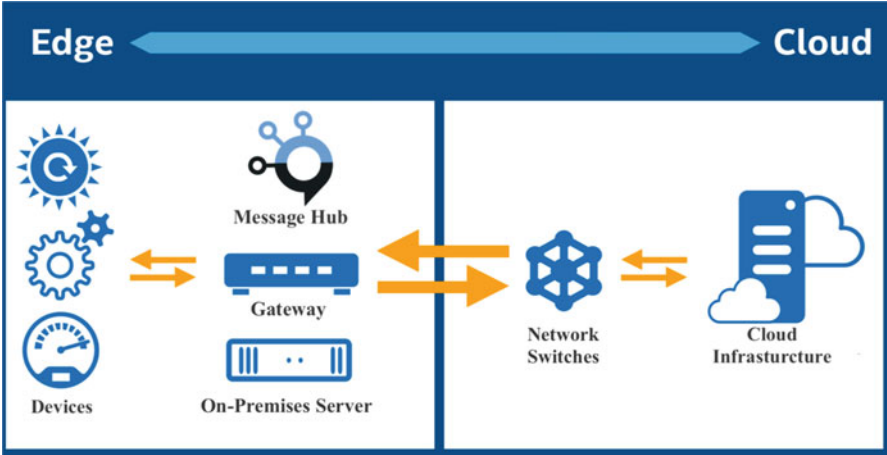 Edge
Cloud
Message Hub
Gateway
Devices
On-Premises Server
Network
Switches
Cloud
Infrasturcture